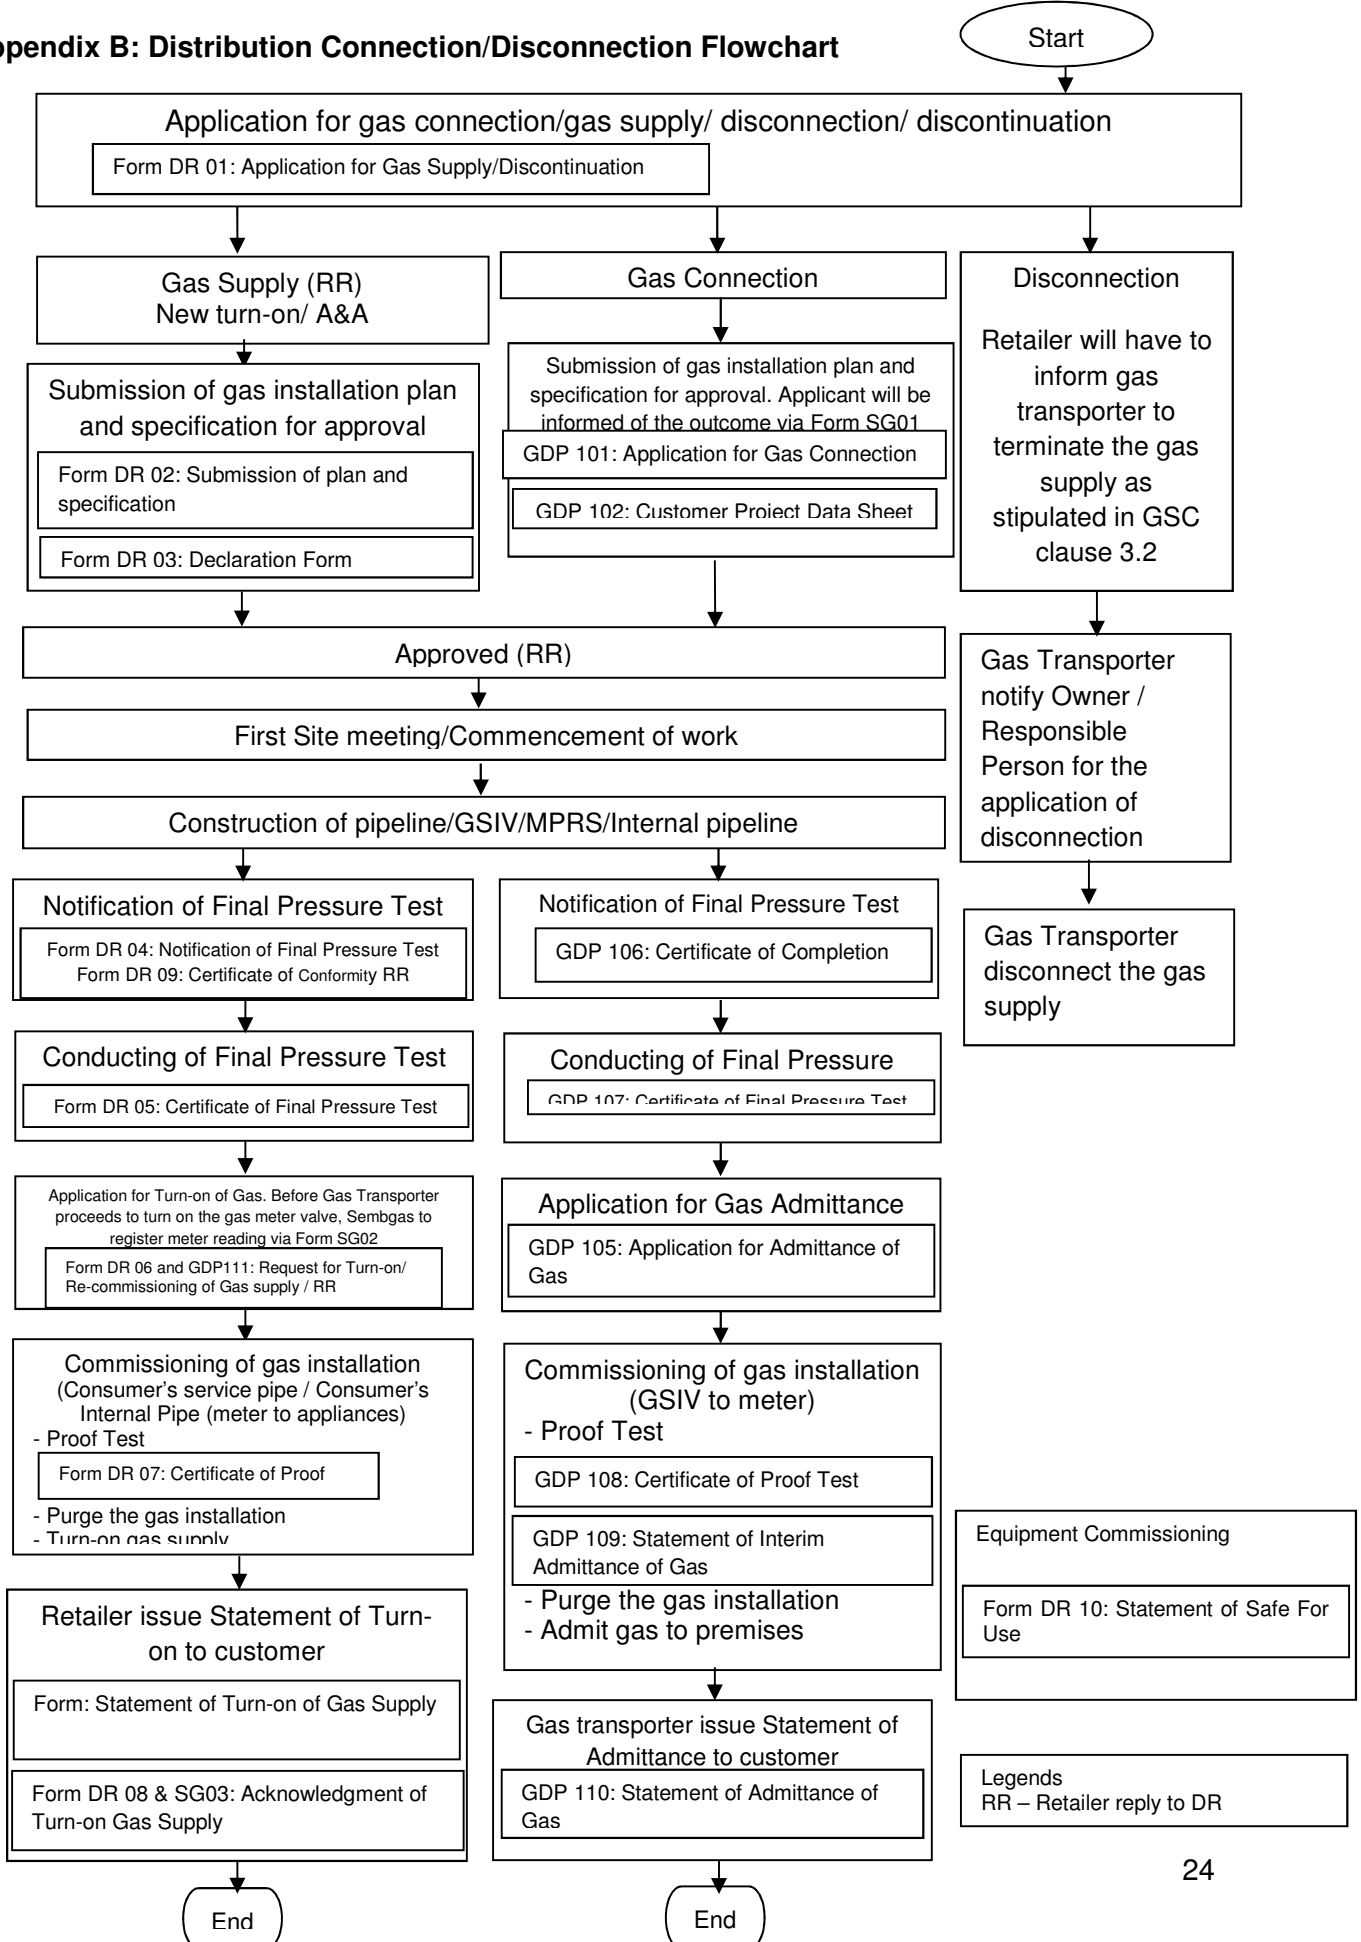 ppendix B: Distribution Connection/Disconnection Flowchart
Start
Application for gas connection/gas supply/ disconnection/ discontinuation
Form DR 01: Application for Gas Supply/Discontinuation
Gas Supply (RR)
New turn-on/ A&A
Submission of gas installation plan
and specification for approval
Form DR 02: Submission of plan and
specification
Form DR 03: Declaration Form
Gas Connection
Submission of gas installation plan and
specification for approval. Applicant will be
informed of the outcome via Form SG01
GDP 101: Application for Gas Connection
GDP 102: Customer Project Data Sheet
Disconnection
Retailer will have to
inform gas
transporter to
terminate the gas
supply as
stipulated in GSC
clause 3.2
Approved (RR)
First Site meeting/Commencement of work
Construction of pipeline/GSIV/MPRS/Internal pipeline
Gas Transporter
notify Owner /
Responsible
Person for the
application of
disconnection
Gas Transporter
disconnect the gas
supply
Notification of Final Pressure Test
Form DR 04: Notification of Final Pressure Test
Form DR 09: Certificate of Conformity RR
Conducting of Final Pressure Test
Form DR 05: Certificate of Final Pressure Test
Application for Turn-on of Gas. Before Gas Transporter
proceeds to turn on the gas meter valve, Sembgas to
register meter reading via Form SG02
Form DR 06 and GDP111: Request for Turn-on/
Re-commissioning of Gas supply / RR
Commissioning of gas installation
(Consumer's service pipe / Consumer's
Internal Pipe (meter to appliances)
- Proof Test
Form DR 07: Certificate of Proof
- Purge the gas installation
- Turn-on gas supply
Retailer issue Statement of Turn-
on to customer
Form: Statement of Turn-on of Gas Supply
Form DR 08 & SG03: Acknowledgment of
Turn-on Gas Supply
End
Notification of Final Pressure Test
GDP 106: Certificate of Completion
Conducting of Final Pressure
GDP 107: Certificate of Final Pressure Test
Application for Gas Admittance
GDP 105: Application for Admittance of
Gas
Commissioning of gas installation
(GSIV to meter)
- Proof Test
GDP 108: Certificate of Proof Test
GDP 109: Statement of Interim
Admittance of Gas
- Purge the gas installation
- Admit gas to premises
Gas transporter issue Statement of
Admittance to customer
GDP 110: Statement of Admittance of
Gas
End
Equipment Commissioning
Form DR 10: Statement of Safe For
Use
Legends
RR – Retailer reply to DR
24